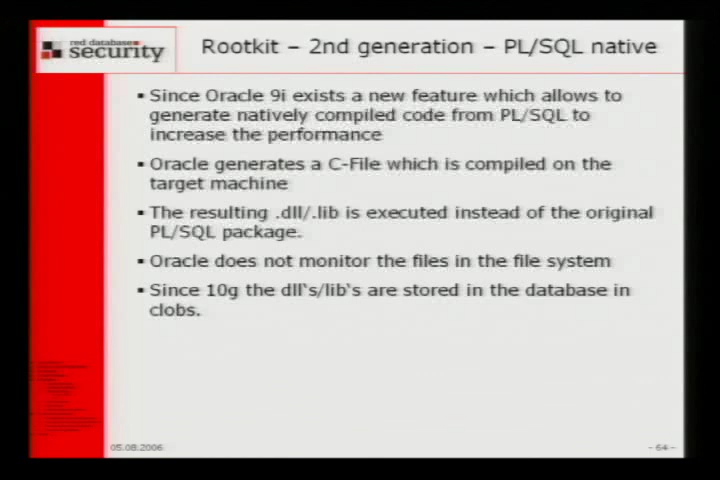 red database
security
Rootkit – 2nd generation – PL/SQL native
▪ Since Oracle 9i exists a new feature which allows to
generate natively compiled code from PL/SQL to
increase the performance
▪ Oracle generates a C-File which is compiled on the
target machine
▪ The resulting .dll/.lib is executed instead of the original
PL/SQL package.
▪ Oracle does not monitor the files in the file system
▪ Since 10g the dll‘s/lib‘s are stored in the database in
clobs.
05.08.2006
- 64 -